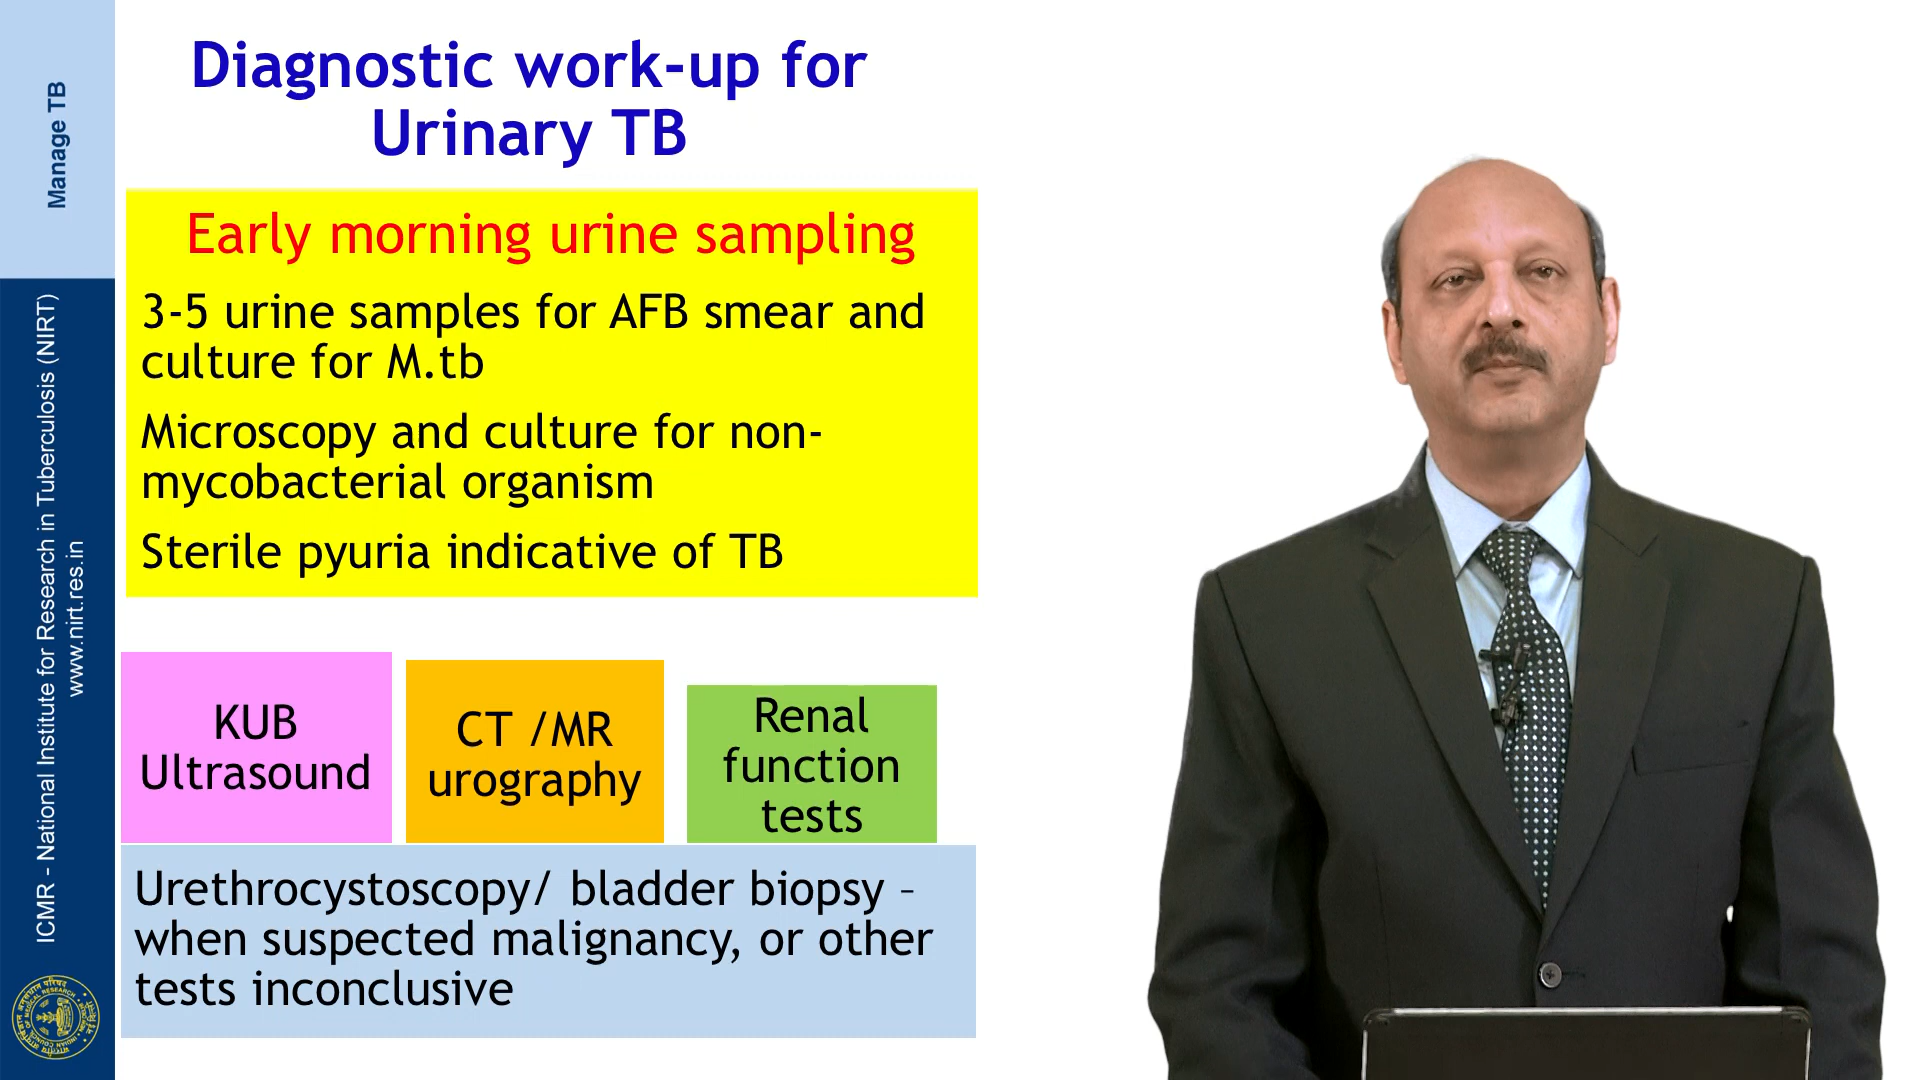 Manage TB
ICMR - National Institute for Research in Tuberculosis (NIRT)
www.nirt.res.in
Diagnostic work-up for
Urinary TB
Early morning urine sampling
3-5 urine samples for AFB smear and
culture for M.tb
Microscopy and culture for non-
mycobacterial organism
Sterile pyuria indicative of TB
KUB
Ultrasound
CT /MR
urography
Renal
function
tests
Urethrocystoscopy/ bladder biopsy –
when suspected malignancy, or other
tests inconclusive